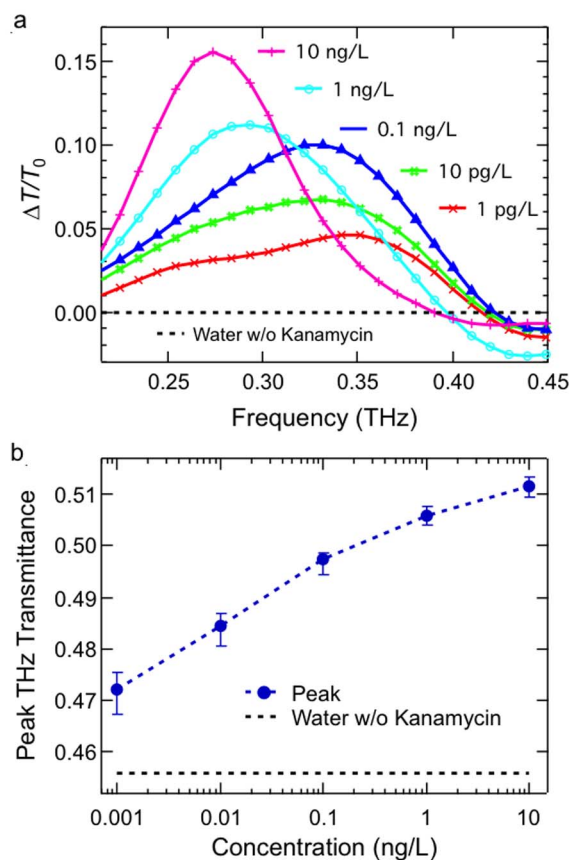 a
0.15
0.10
0.05
0.00
ΔT/T0
10 ng/L
1 ng/L
0.1 ng/L
10 pg/L
1 pg/L
Water w/o Kanamycin
0.25 0.30 0.35 0.40 0.45
Frequency (THz)
b
0.51
0.50
0.49
0.48
0.47
0.46
Peak THz Transmittance
Peak
Water w/o Kanamycin
0.001 0.01 0.1 1 10
Concentration (ng/L)